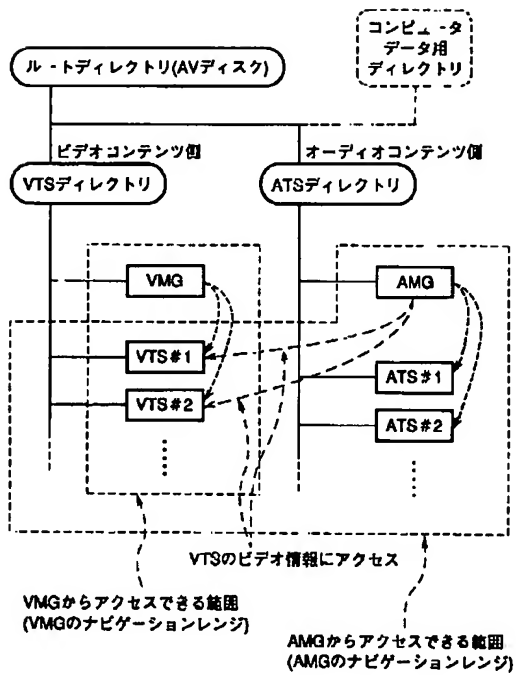 コンピュータ
データ用
ディレクトリ
ル-トディレクトリ(AVディスク)
ビデオコンテンツ側
オーディオコンテンツ側
VTSディレクトリ
ATSディレクトリ
VMG
AMG
VTS#1
ATS#1
VTS#2
ATS#2
VTSのビデオ情報にアクセス
VMGからアクセスできる範囲
(VMGのナビゲーションレンジ)
AMGからアクセスできる範囲
(AMGのナビゲーションレンジ)